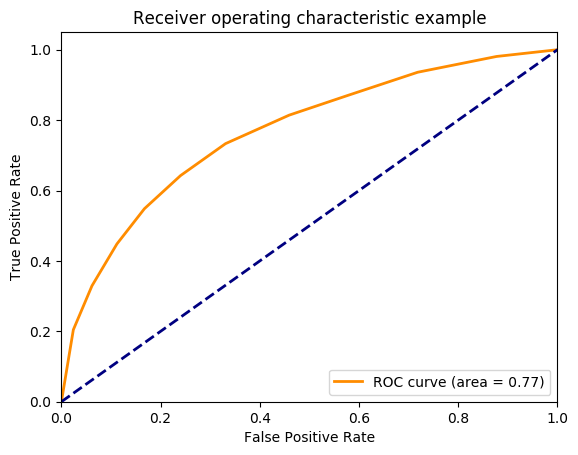 Receiver operating characteristic example
True Positive Rate
1.0
0.8
0.6
0.4
0.2
0.0
ROC curve (area = 0.77)
0.0 0.2 0.4 0.6 0.8 1.0
False Positive Rate